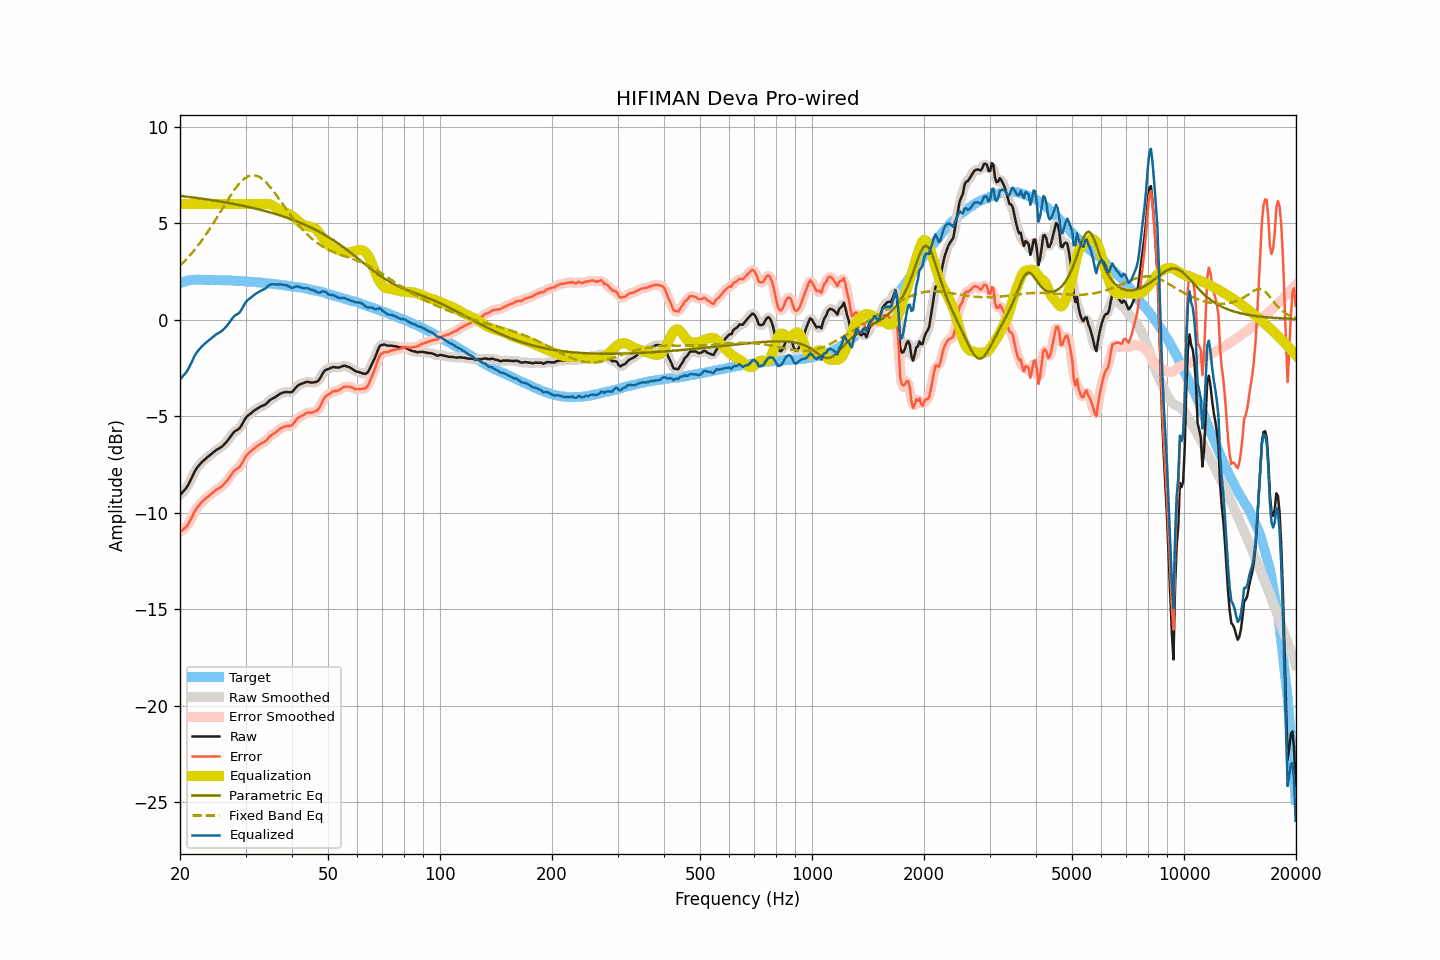 HIFIMAN Deva Pro-wired
10
5
0
−5
−10
−15
−20
−25
Amplitude (dBr)
Target
Raw Smoothed
Error Smoothed
Raw
Error
Equalization
Parametric Eq
Fixed Band Eq
Equalized
20 50 100 200 500 1000 2000 5000 10000 20000
Frequency (Hz)